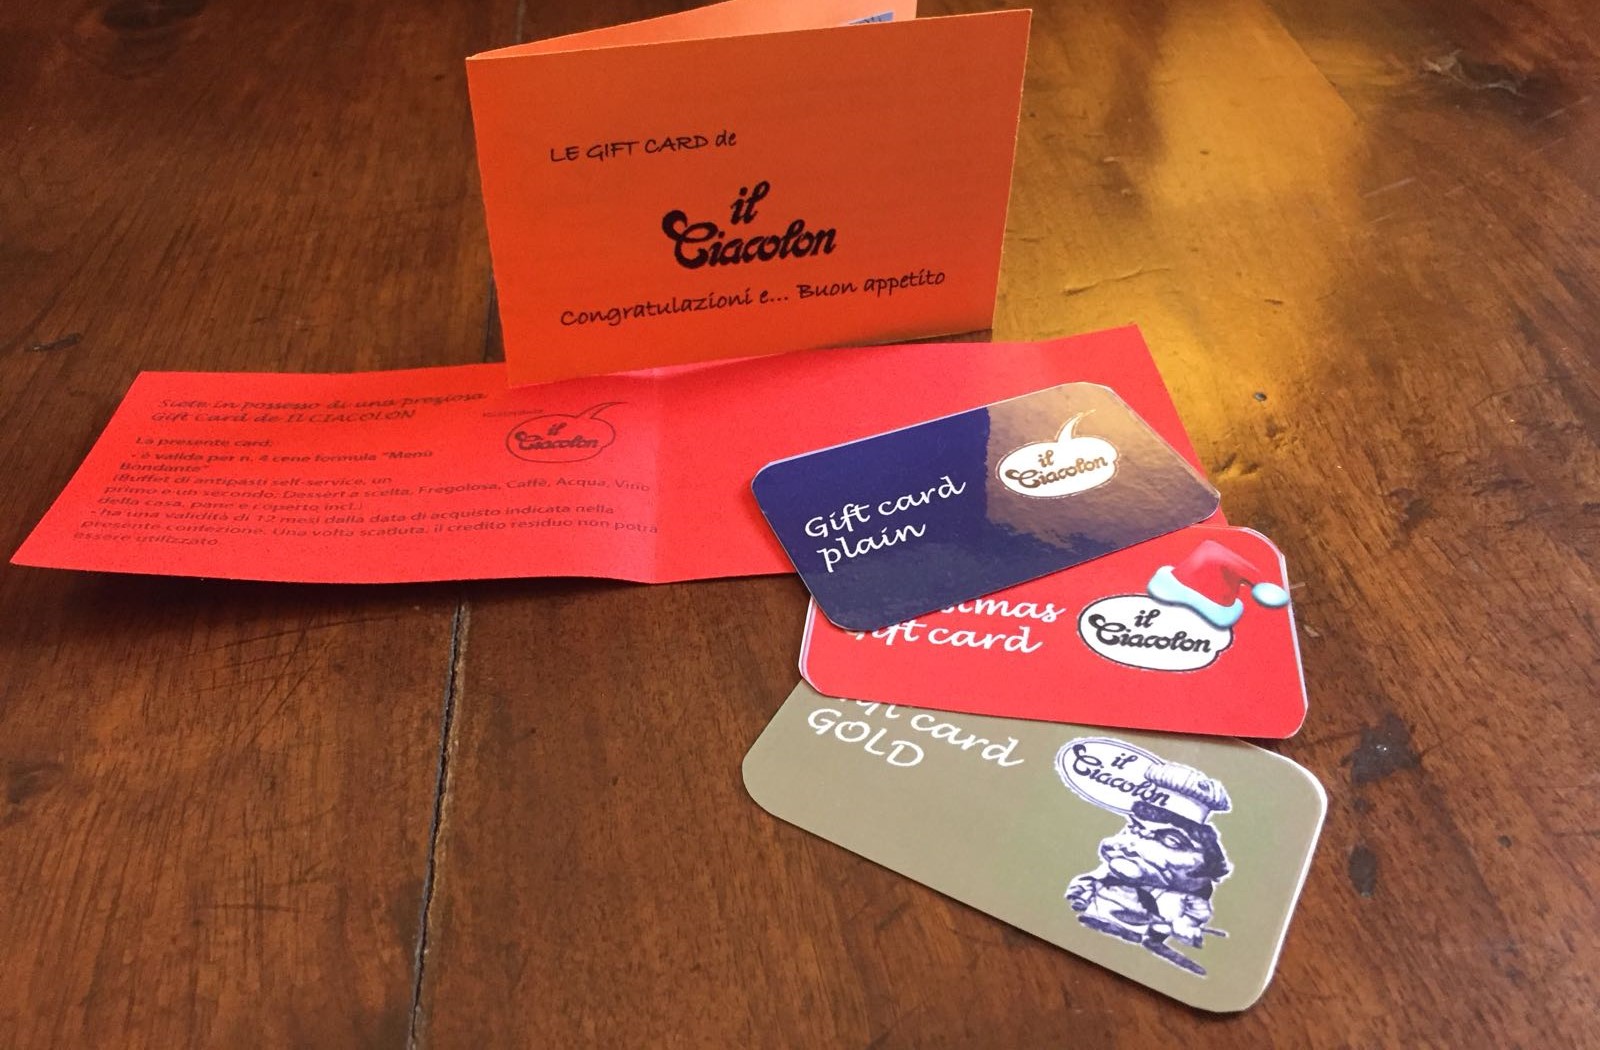 LE GIFT CARD de
il
Ciacolon
Congratulazioni e... Buon appetito
Siete in possesso di una preziosa
Gift Card de Il CIACOLON
La presente card:
- è valida per n. 4 cene formula "Menù
Bondante"
(Buffet di antipasti self-service, un
primo e un secondo, Dessert a scelta, Fregolosa, Caffè, Acqua, Vino
della casa, pane e coperto incl.)
- ha una validità di 12 mesi dalla data di acquisto indicata nella
presente confezione. Una volta scaduta, il credito residuo non potrà
essere utilizzato
il
Ciacolon
Gift card
plain
il
Ciacolon
stmas
Gift card
il
Ciacolon
card
GOLD
il
Ciacolon